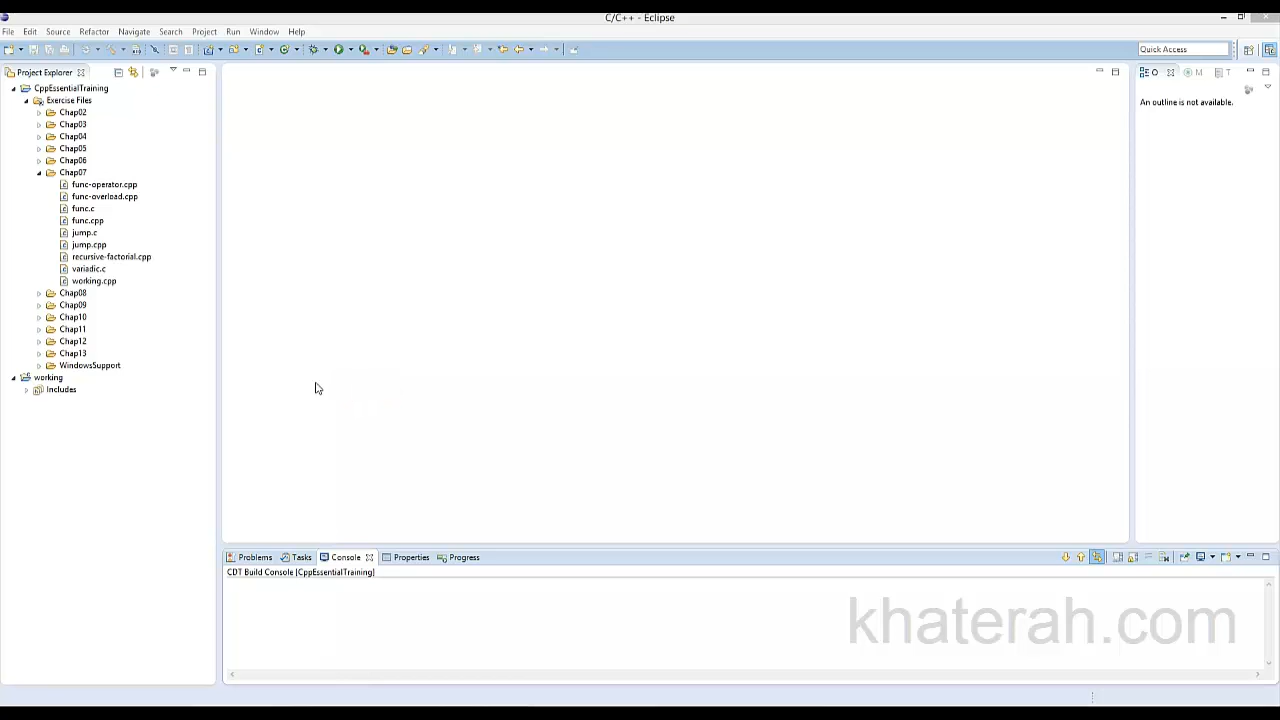 C/C++ - Eclipse
File Edit Source Refactor Navigate Search Project Run Window Help
Quick Access
Project Explorer
CppEssentialTraining
Exercise Files
Chap02
Chap03
Chap04
Chap05
Chap06
Chap07
func-operator.cpp
func-overload.cpp
func.c
func.cpp
jump.c
jump.cpp
recursive-factorial.cpp
variadic.c
working.cpp
Chap08
Chap09
Chap10
Chap11
Chap12
Chap13
WindowsSupport
working
Includes
O M T
An outline is not available.
Problems Tasks Console Properties Progress
CDT Build Console [CppEssentialTraining]
khaterah.com